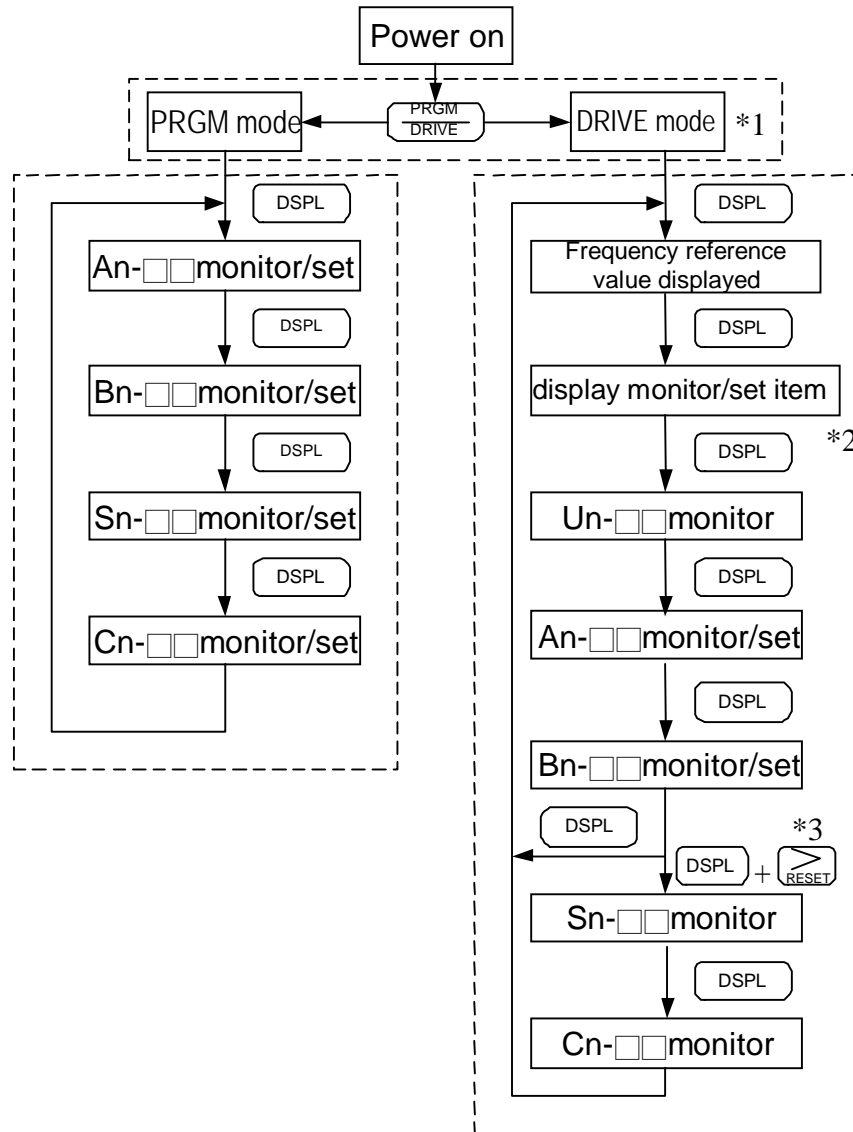 Power on
PRGM mode
PRGM
DRIVE
DRIVE mode
*1
DSPL
An-□□monitor/set
DSPL
Bn-□□monitor/set
DSPL
Sn-□□monitor/set
DSPL
Cn-□□monitor/set
DSPL
Frequency reference
value displayed
DSPL
display monitor/set item
*2
DSPL
Un-□□monitor
DSPL
An-□□monitor/set
DSPL
Bn-□□monitor/set
DSPL
*3
DSPL + >
RESET
Sn-□□monitor
DSPL
Cn-□□monitor